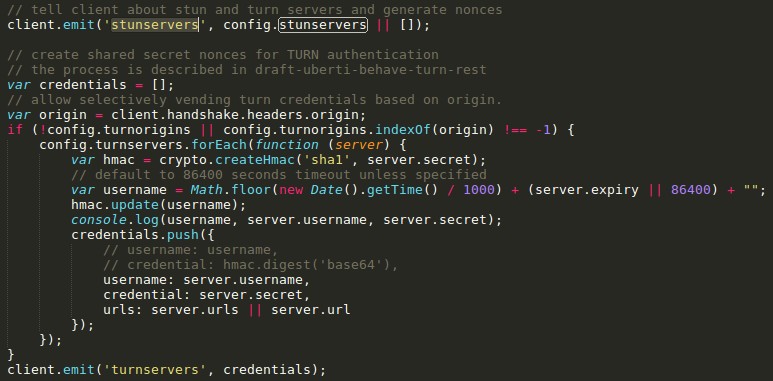 // tell client about stun and turn servers and generate nonces
client.emit('stunservers', config.stunservers || []);
// create shared secret nonces for TURN authentication
// the process is described in draft-uberti-behave-turn-rest
var credentials = [];
// allow selectively vending turn credentials based on origin.
var origin = client.handshake.headers.origin;
if (!config.turnorigins || config.turnorigins.indexOf(origin) !== -1) {
config.turnservers.forEach(function (server) {
var hmac = crypto.createHmac('sha1', server.secret);
// default to 86400 seconds timeout unless specified
var username = Math.floor(new Date().getTime() / 1000) + (server.expiry || 86400) + "";
hmac.update(username);
console.log(username, server.username, server.secret);
credentials.push({
// username: username,
// credential: hmac.digest('base64'),
username: server.username,
credential: server.secret,
urls: server.urls || server.url
});
});
}
client.emit('turnservers', credentials);